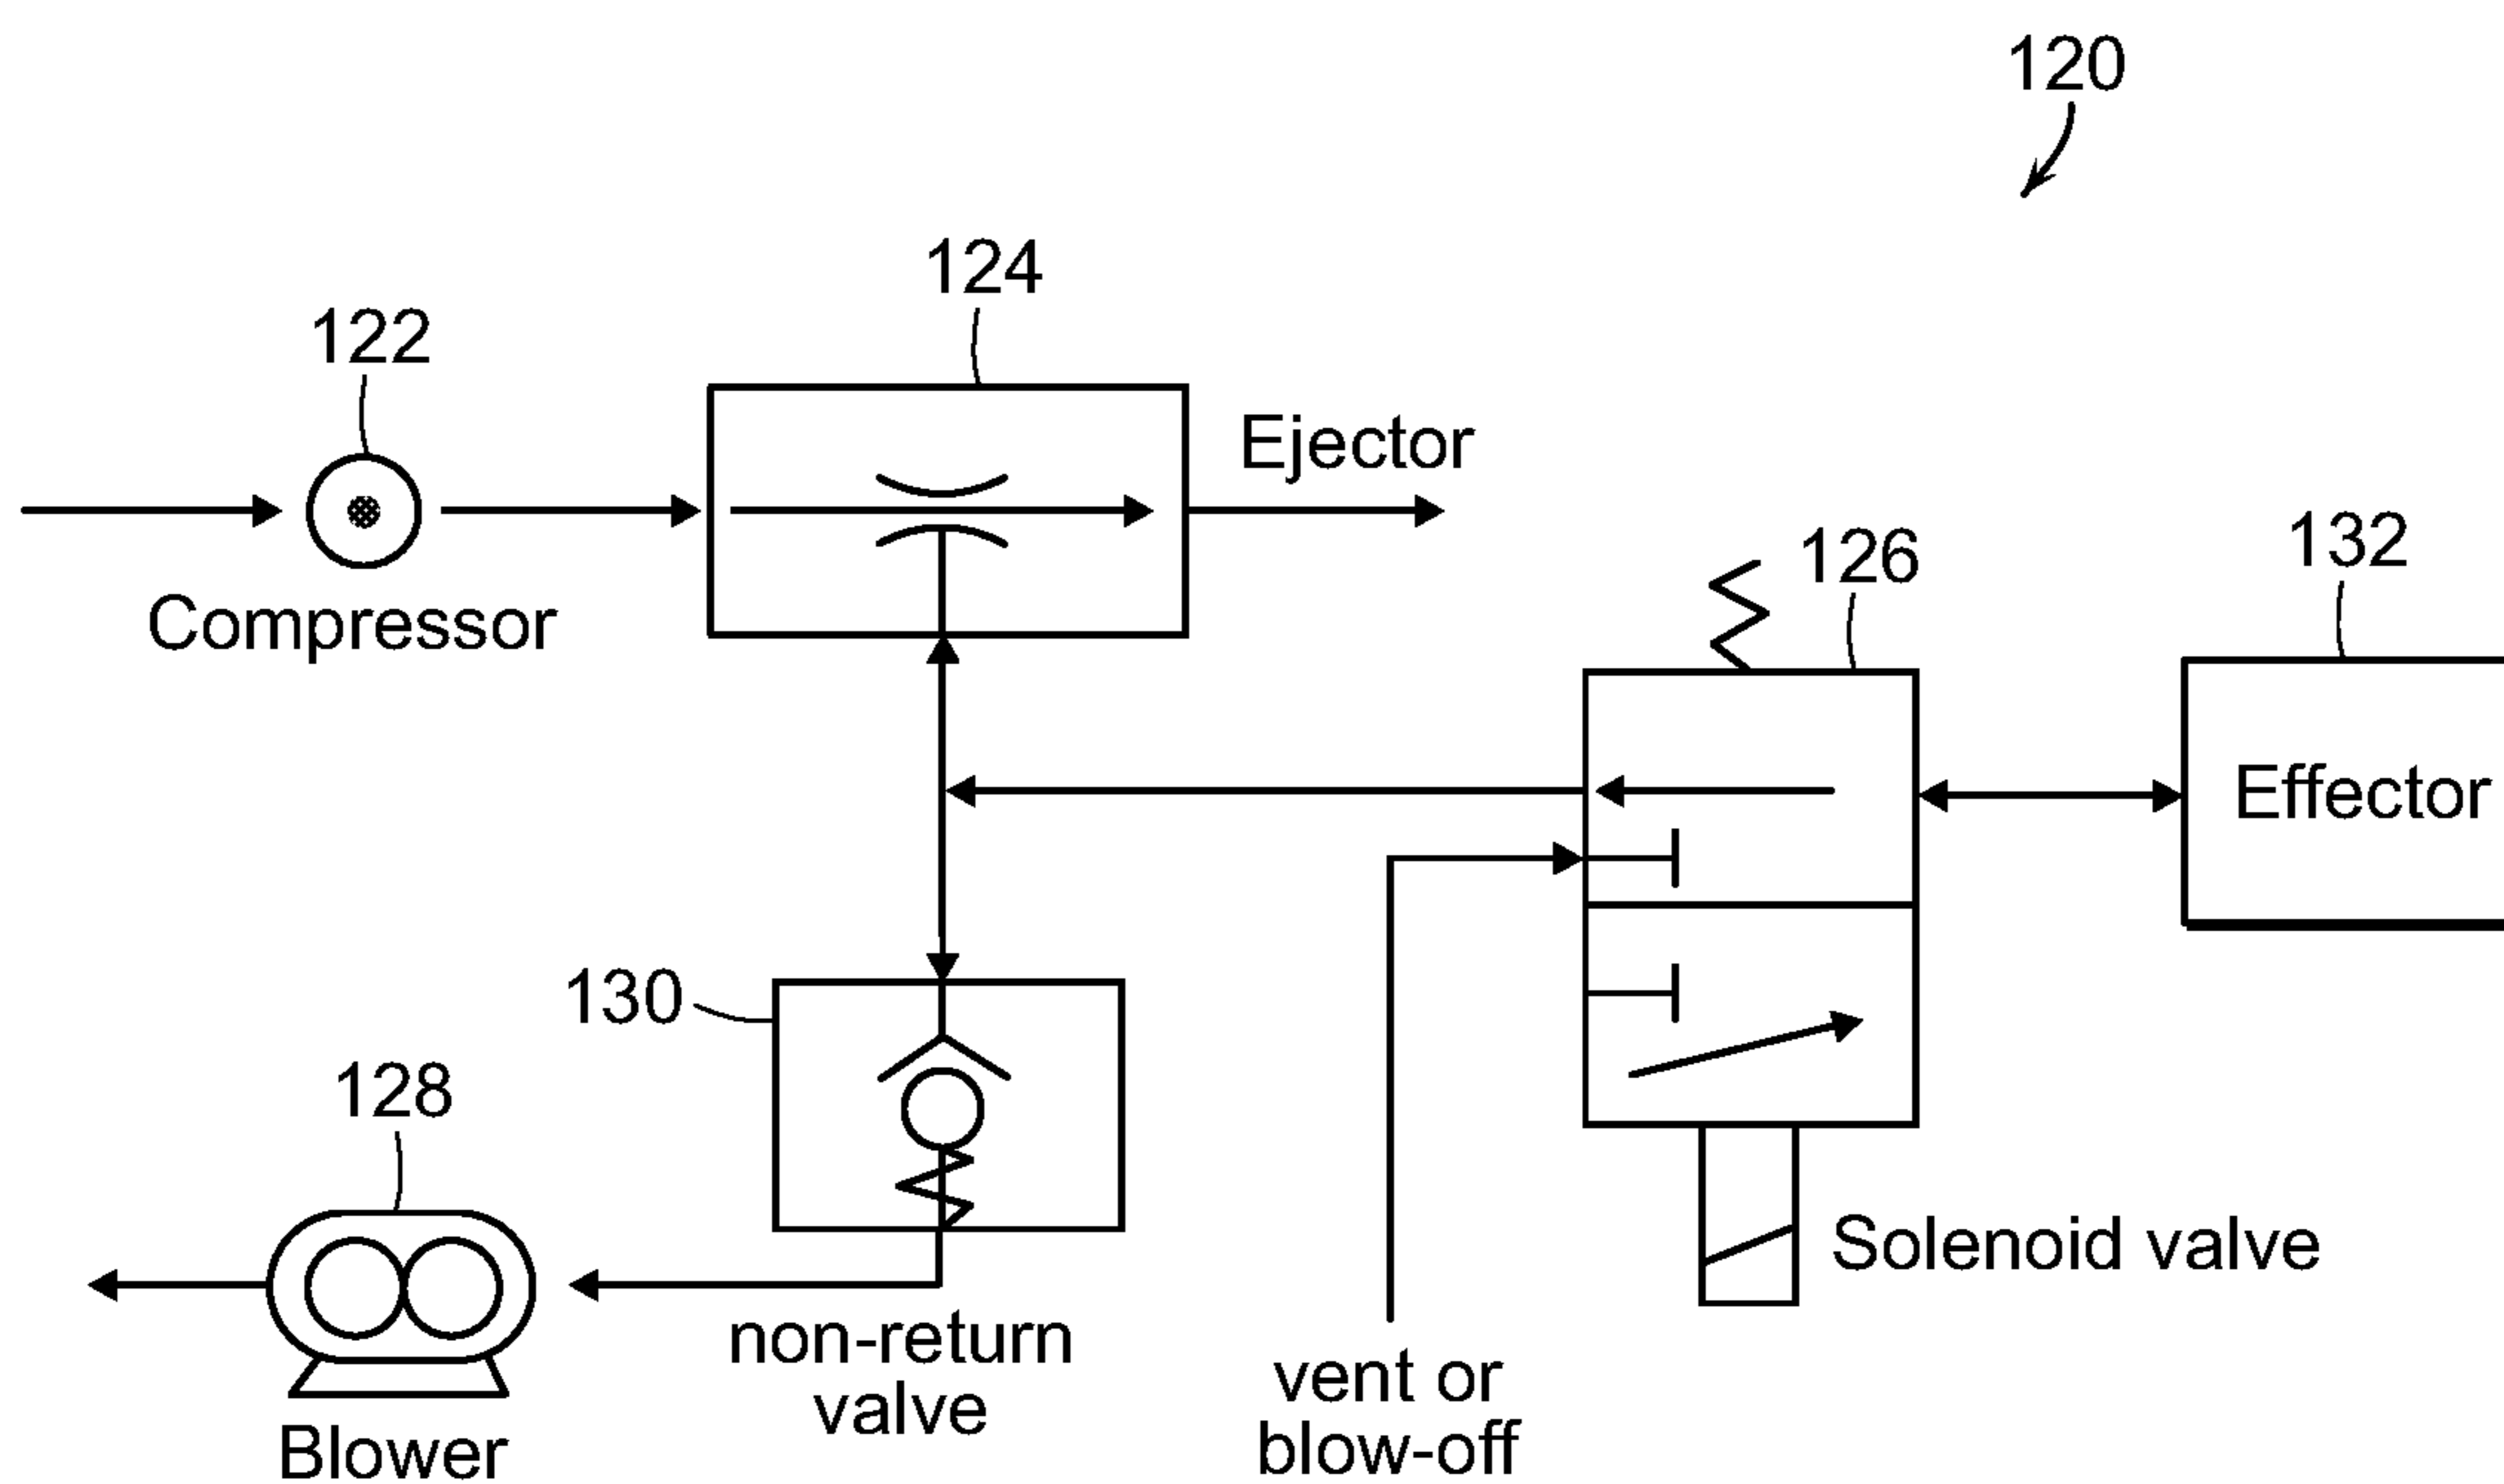 120
124
122
Ejector
126
132
Compressor
Effector
130
128
Solenoid valve
non-return
valve
vent or
blow-off
Blower